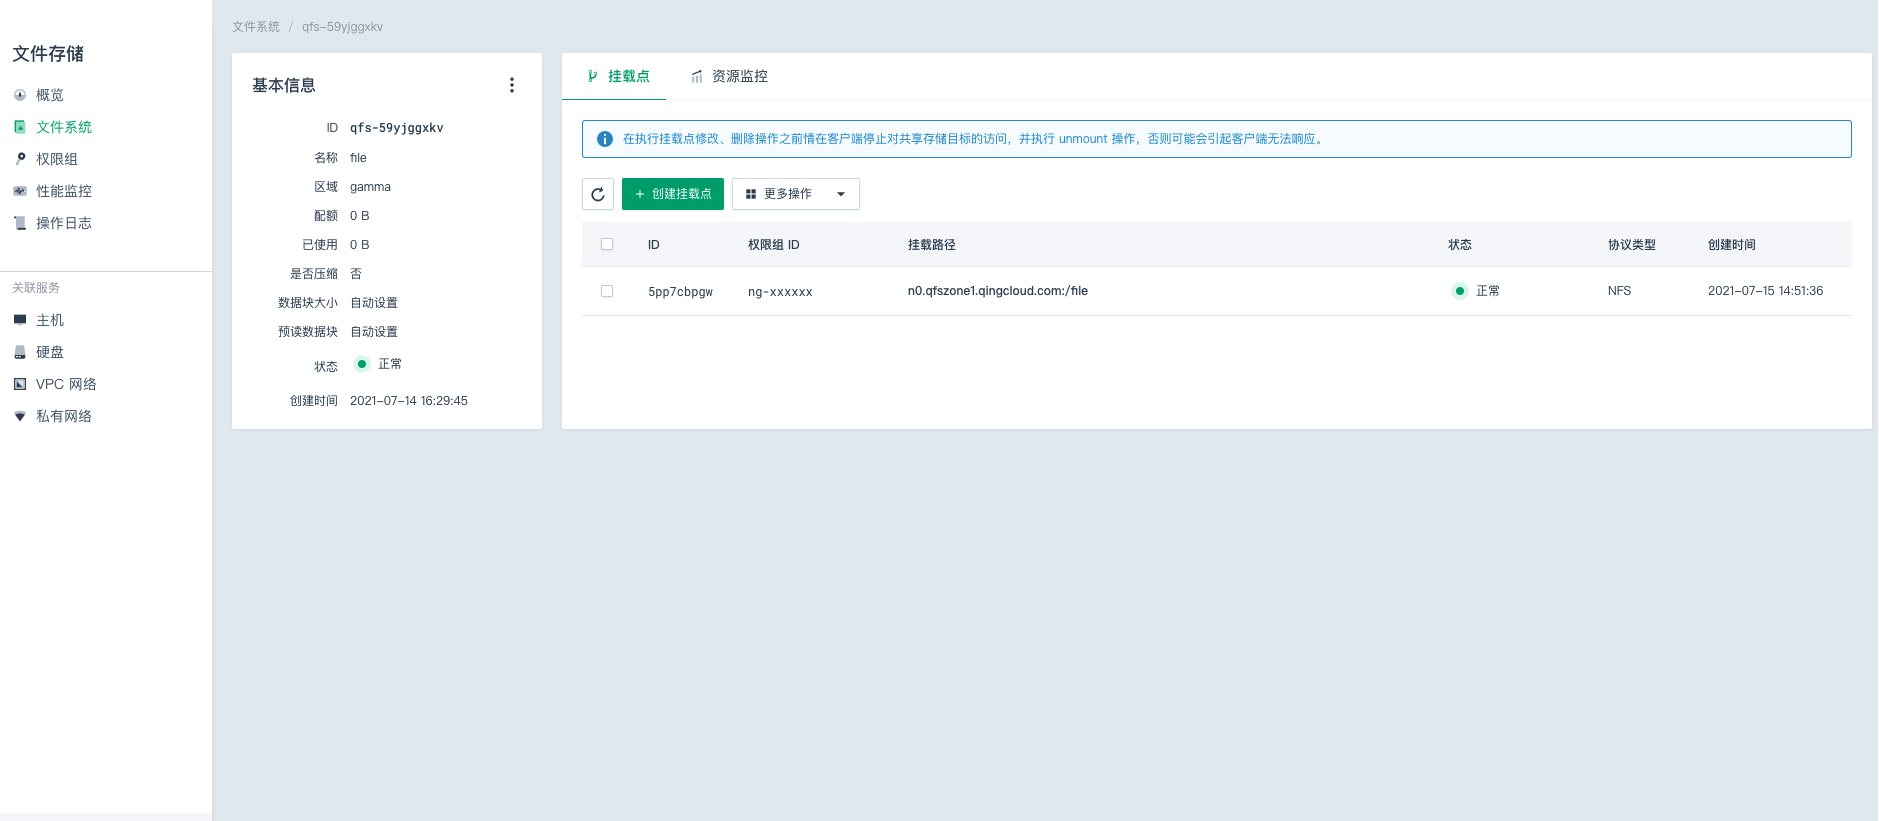 文件存储
概览
文件系统
权限组
性能监控
操作日志
关联服务
主机
硬盘
VPC 网络
私有网络
文件系统 / qfs-59yjggxkv
基本信息
ID qfs-59yjggxkv
名称 file
区域 gamma
配额 0 B
已使用 0 B
是否压缩 否
数据块大小 自动设置
预读数据块 自动设置
状态 正常
创建时间 2021-07-14 16:29:45
挂载点 资源监控
在执行挂载点修改、删除操作之前情在客户端停止对共享存储目标的访问，并执行 unmount 操作，否则可能会引起客户端无法响应。
+ 创建挂载点 更多操作
ID 权限组 ID 挂载路径 状态 协议类型 创建时间
5pp7cbpgw ng-xxxxxx n0.qfszone1.qingcloud.com:/file 正常 NFS 2021-07-15 14:51:36